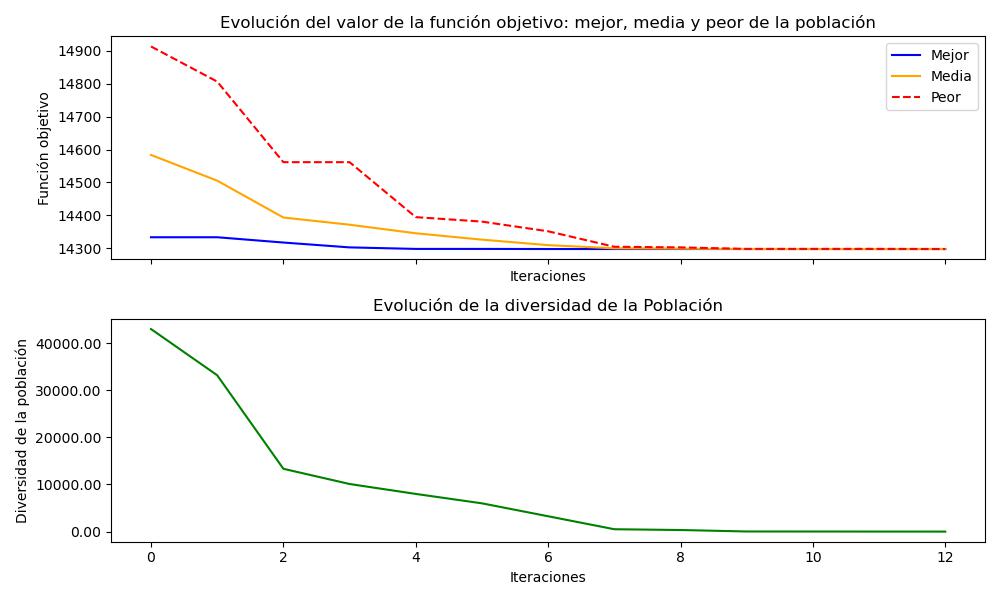 Evolución del valor de la función objetivo: mejor, media y peor de la población
Función objetivo
14900
14800
14700
14600
14500
14400
14300
Mejor
Media
Peor
Iteraciones
Evolución de la diversidad de la Población
Diversidad de la población
40000.00
30000.00
20000.00
10000.00
0.00
0 2 4 6 8 10 12
Iteraciones